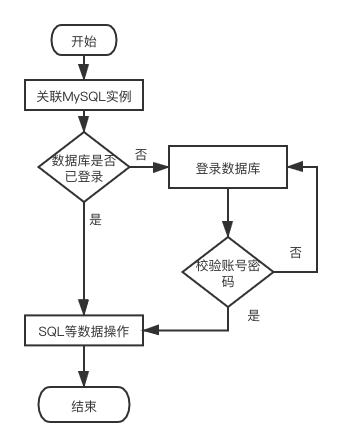 开始
关联MySQL实例
数据库是否
已登录
否
登录数据库
是
校验账号密
码
否
是
SQL等数据操作
结束